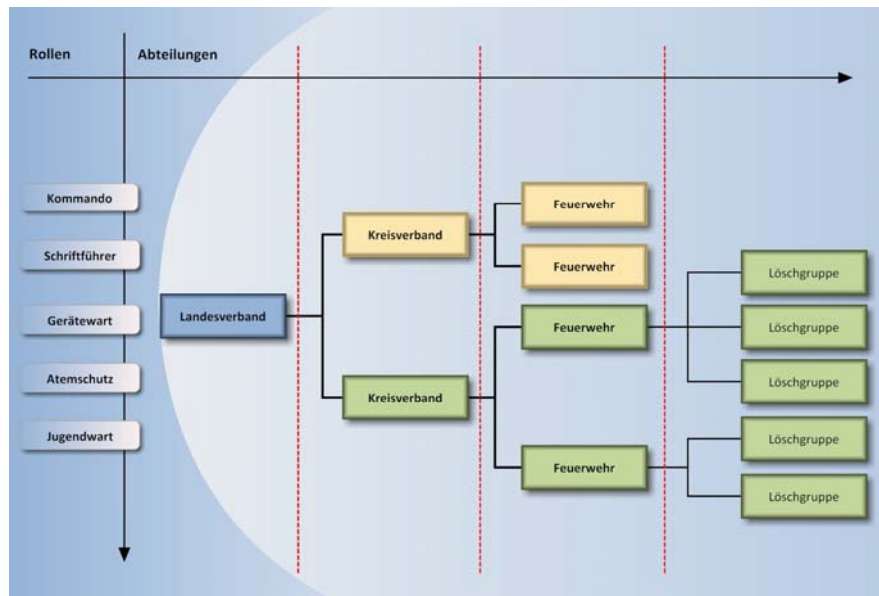 Rollen
Abteilungen
Kommando
Schriftführer
Gerätewart
Atemschutz
Jugendwart
Landesverband
Kreisverband
Kreisverband
Feuerwehr
Feuerwehr
Feuerwehr
Feuerwehr
Löschgruppe
Löschgruppe
Löschgruppe
Löschgruppe
Löschgruppe